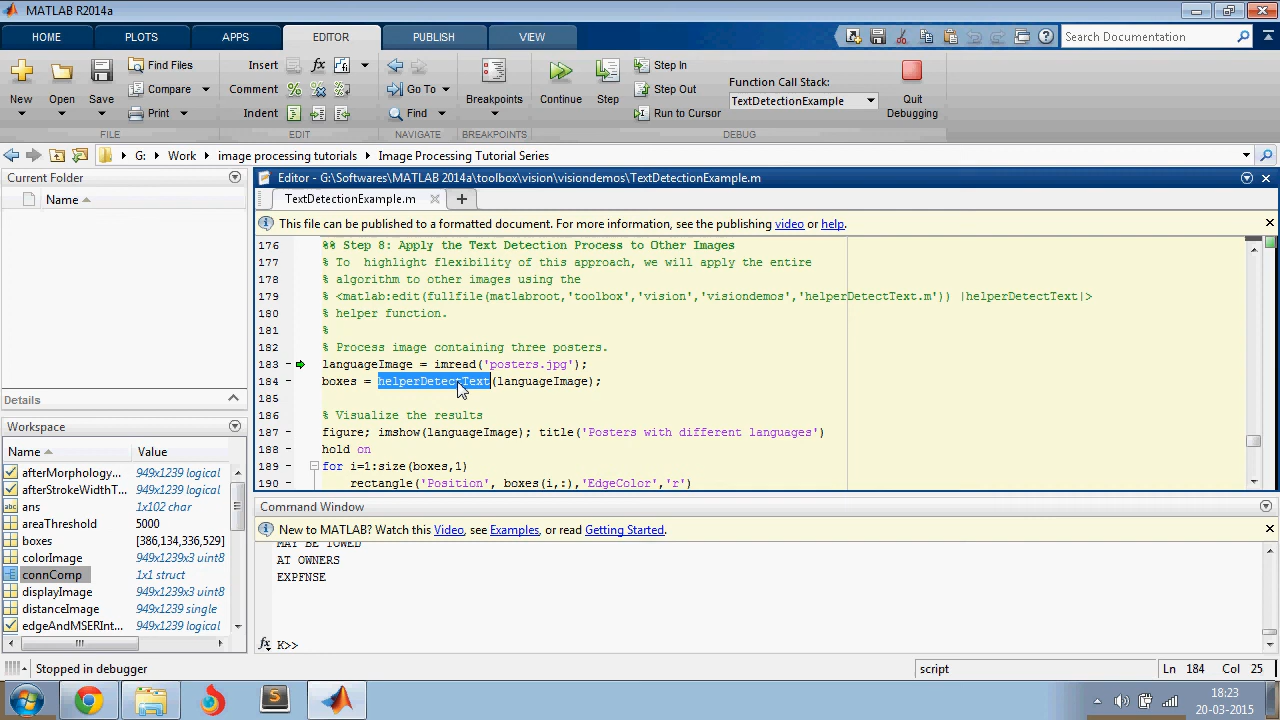 MATLAB R2014a
HOME PLOTS APPS EDITOR PUBLISH VIEW Search Documentation
New Open Save Find Files Compare Print
Insert Comment Indent
Go To Find
Breakpoints
Continue Step
Step In Step Out Run to Cursor
Function Call Stack:
TextDetectionExample
Quit Debugging
FILE EDIT NAVIGATE BREAKPOINTS DEBUG
G: Work image processing tutorials Image Processing Tutorial Series
Current Folder
Name
Details
Workspace
Name Value
afterMorphology... 949x1239 logical
afterStrokeWidthT... 949x1239 logical
ans 1x102 char
areaThreshold 5000
boxes [386,134,336,529]
colorImage 949x1239x3 uint8
connComp 1x1 struct
displayImage 949x1239x3 uint8
distanceImage 949x1239 single
edgeAndMSERInt... 949x1239 logical
Editor - G:\Softwares\MATLAB 2014a\toolbox\vision\visiondemos\TextDetectionExample.m
TextDetectionExample.m
This file can be published to a formatted document. For more information, see the publishing video or help.
176 %% Step 8: Apply the Text Detection Process to Other Images
177 % To  highlight flexibility of this approach, we will apply the entire
178 % algorithm to other images using the
179 % <matlab:edit(fullfile(matlabroot,'toolbox','vision','visiondemos','helperDetectText.m')) |helperDetectText|>
180 % helper function.
181 %
182 % Process image containing three posters.
183 - languageImage = imread('posters.jpg');
184 - boxes = helperDetectText(languageImage);
185
186 % Visualize the results
187 - figure; imshow(languageImage); title('Posters with different languages')
188 - hold on
189 - for i=1:size(boxes,1)
190 - rectangle('Position', boxes(i,:),'EdgeColor','r')
Command Window
New to MATLAB? Watch this Video, see Examples, or read Getting Started.
MAY BE TOWED
AT OWNERS
EXPFNSE
fx K>>
Stopped in debugger script Ln 184 Col 25
18:23
20-03-2015